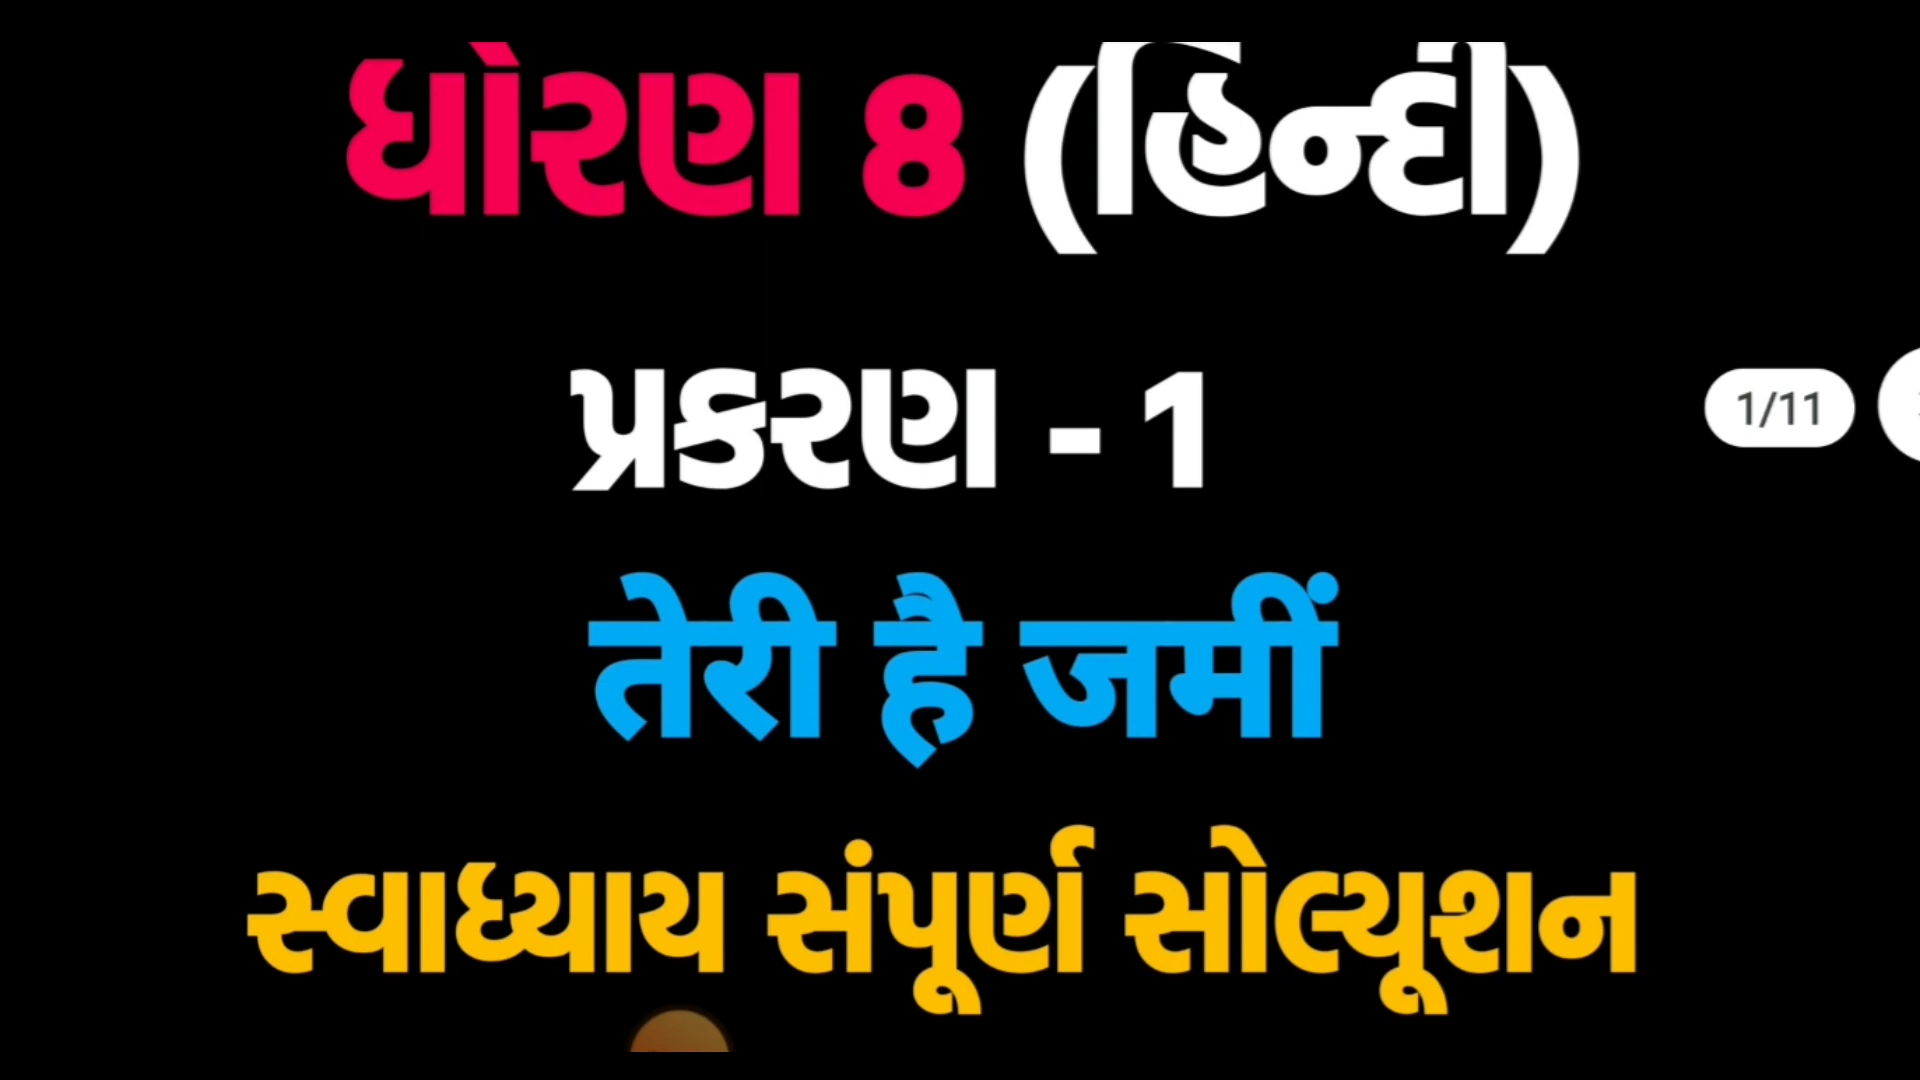 ધોરણ 8 (હિન્દી)
પ્રકરણ - 1
1/11
तेरी है जमीं
સ્વાધ્યાય સંપૂર્ણ સોલ્યૂશન